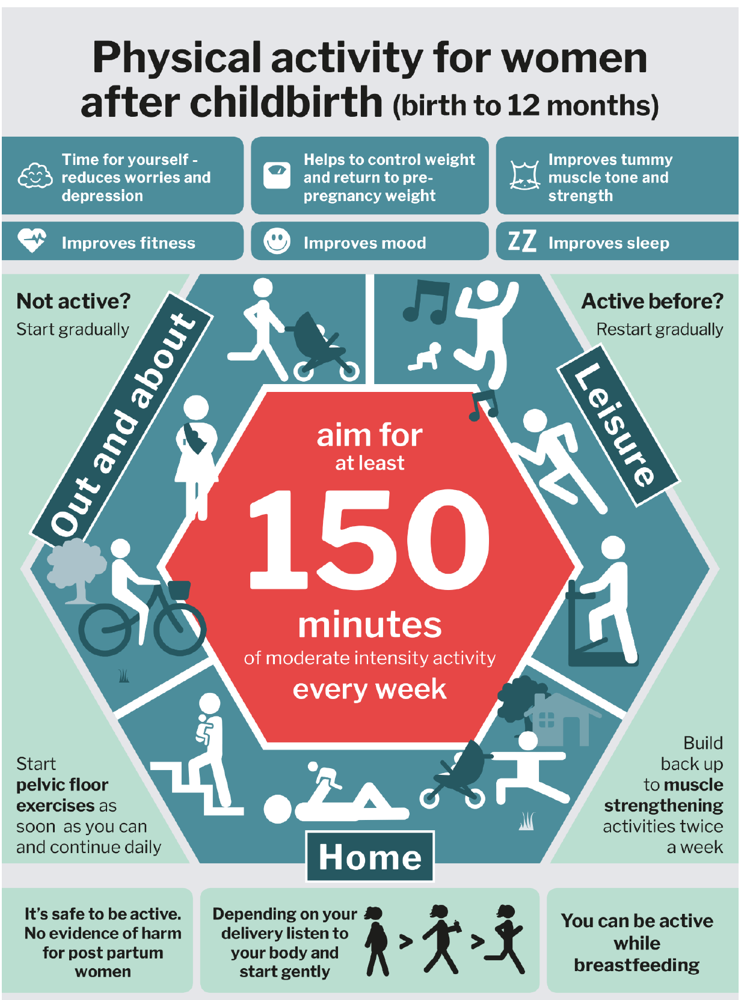 Physical activity for women
after childbirth (birth to 12 months)
Time for yourself -
reduces worries and
depression
Helps to control weight
and return to pre-
pregnancy weight
Improves tummy
muscle tone and
strength
Improves fitness
Improves mood
ZZ Improves sleep
Not active?
Start gradually
Active before?
Restart gradually
Out and about
Leisure
aim for
at least
150
minutes
of moderate intensity activity
every week
Start
pelvic floor
exercises as
soon as you can
and continue daily
Build
back up
to muscle
strengthening
activities twice
a week
Home
It's safe to be active.
No evidence of harm
for post partum
women
Depending on your
delivery listen to
your body and
start gently
> >
You can be active
while
breastfeeding